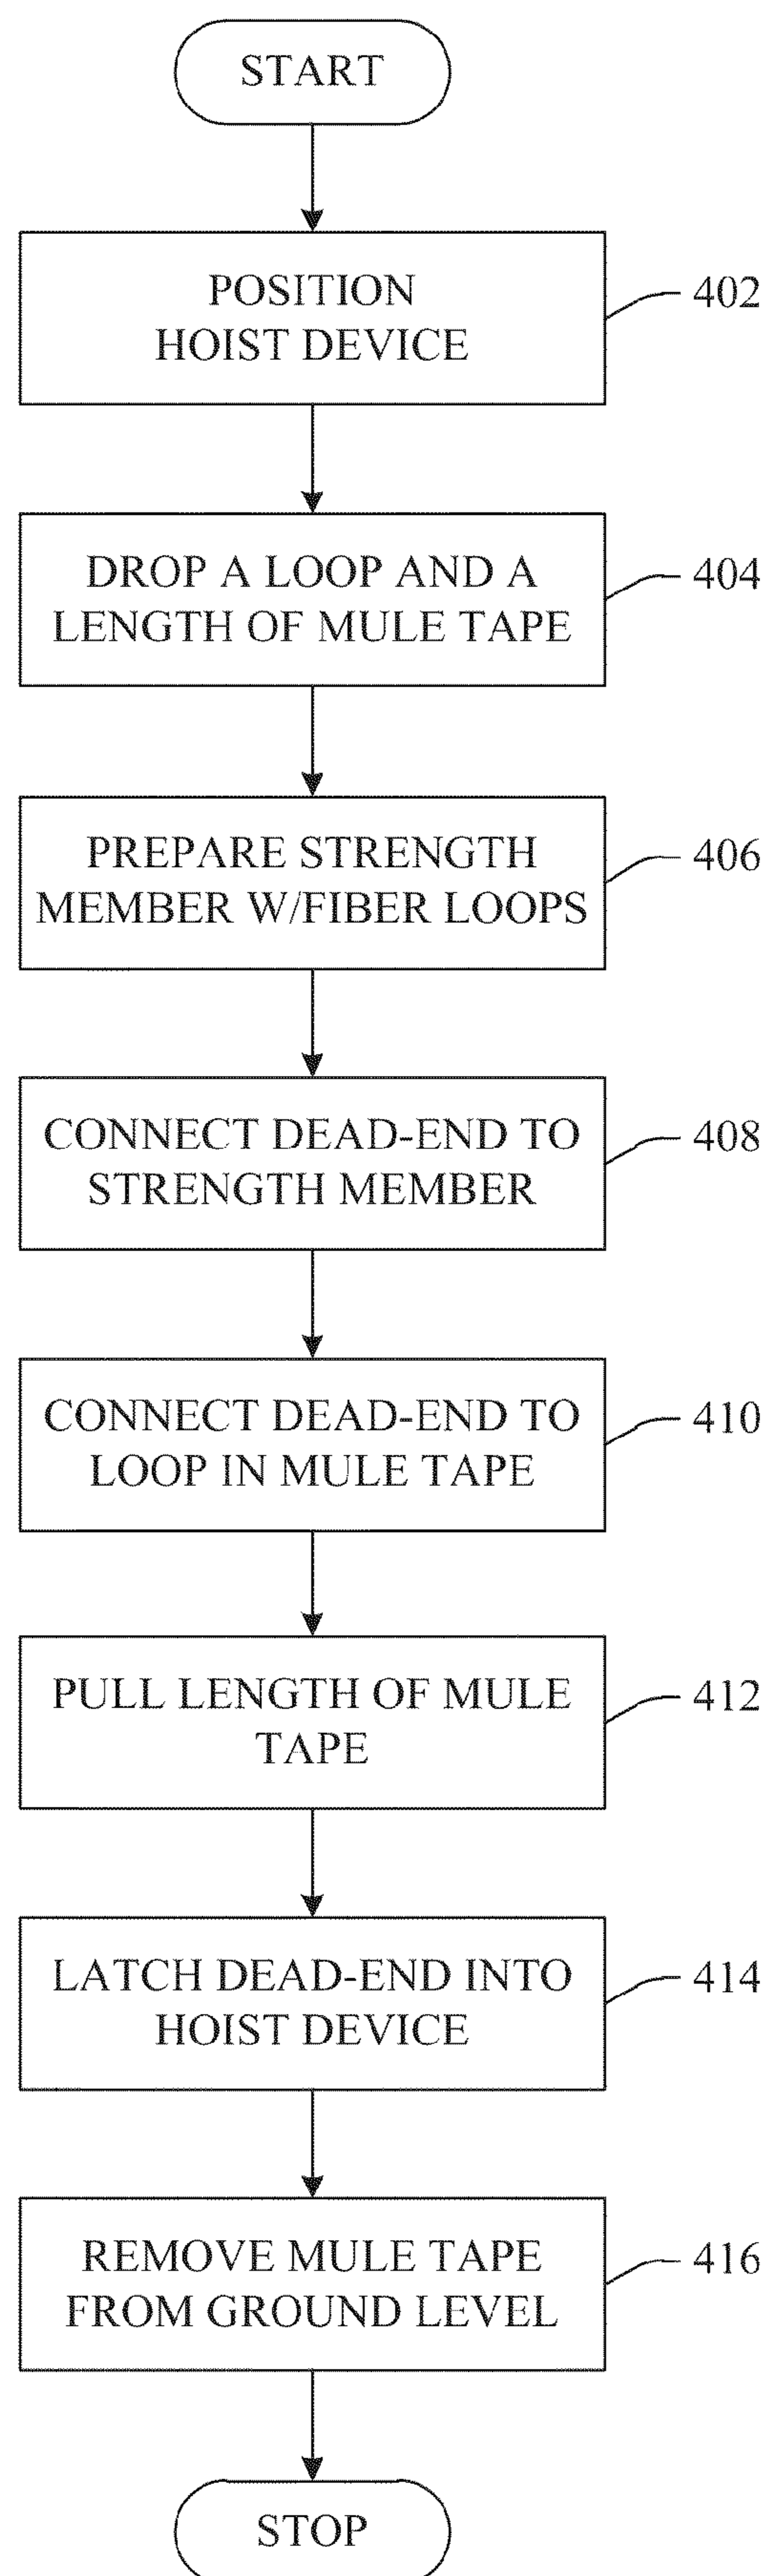 START
POSITION
HOIST DEVICE
402
DROP A LOOP AND A
LENGTH OF MULE TAPE
404
PREPARE STRENGTH
MEMBER W/FIBER LOOPS
406
CONNECT DEAD-END TO
STRENGTH MEMBER
408
CONNECT DEAD-END TO
LOOP IN MULE TAPE
410
PULL LENGTH OF MULE
TAPE
412
LATCH DEAD-END INTO
HOIST DEVICE
414
REMOVE MULE TAPE
FROM GROUND LEVEL
416
STOP